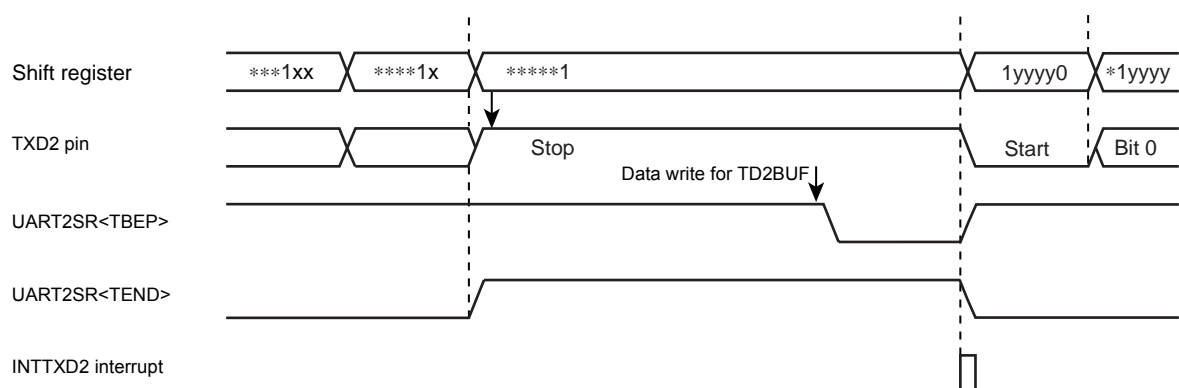 Shift register ***1xx ****1x *****1 1yyyy0 *1yyyy
TXD2 pin Stop Start Bit 0
Data write for TD2BUF
UART2SR<TBEP>
UART2SR<TEND>
INTTXD2 interrupt